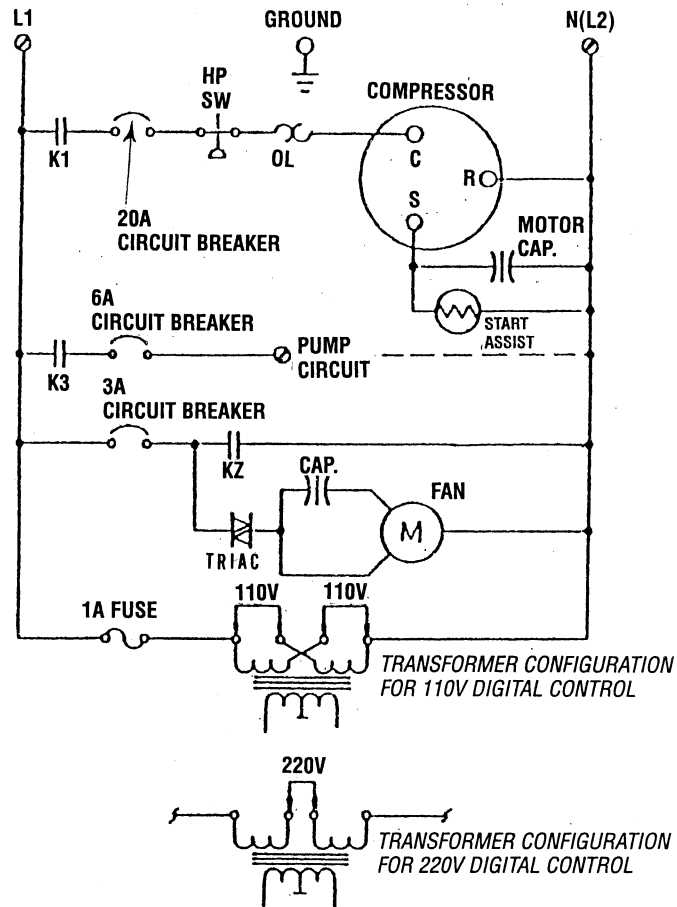 L1
GROUND
N(L2)
HP
SW
COMPRESSOR
K1
OL
C
R
S
20A
CIRCUIT BREAKER
MOTOR
CAP.
6A
CIRCUIT BREAKER
START
ASSIST
PUMP
CIRCUIT
K3
3A
CIRCUIT BREAKER
KZ
CAP.
FAN
M
TRIAC
110V
110V
1A FUSE
TRANSFORMER CONFIGURATION
FOR 110V DIGITAL CONTROL
220V
TRANSFORMER CONFIGURATION
FOR 220V DIGITAL CONTROL